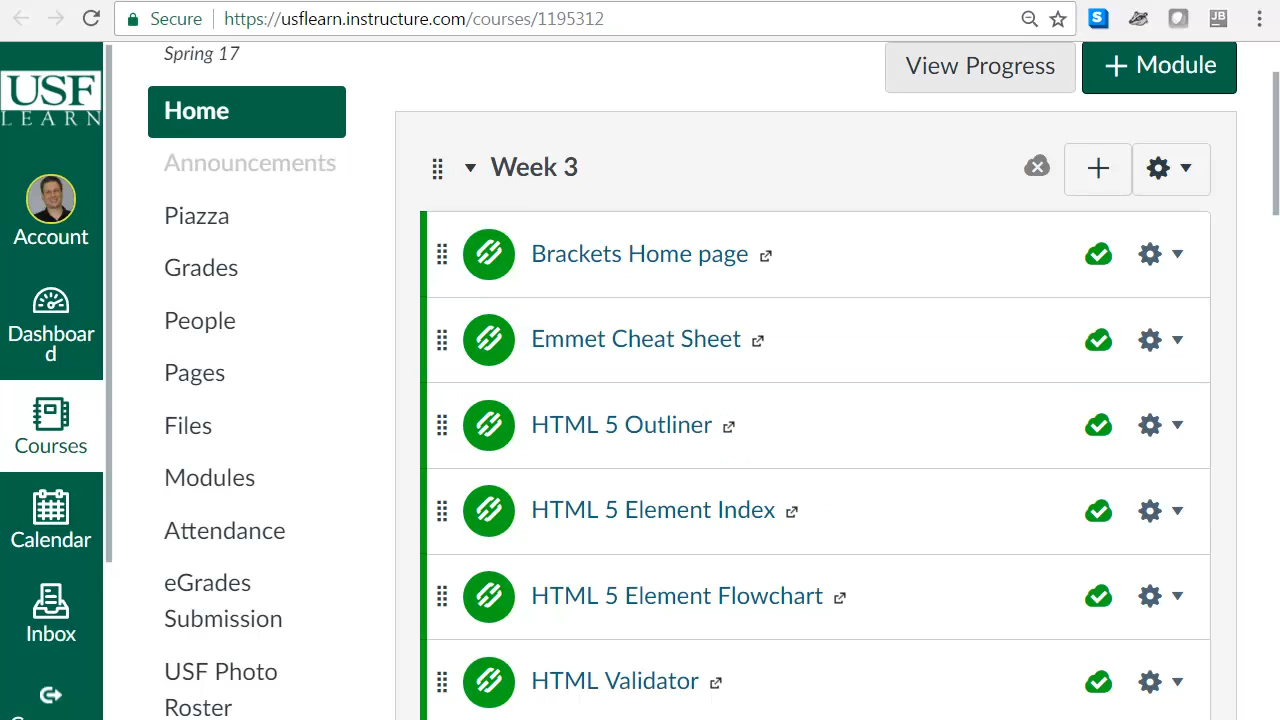 Secure
https://usflearn.instructure.com/courses/1195312
S
JB
USF
LEARN
Account
Dashboar
d
Courses
Calendar
Inbox
Spring 17
Home
Announcements
Piazza
Grades
People
Pages
Files
Modules
Attendance
eGrades
Submission
USF Photo
Roster
View Progress
+ Module
Week 3
Brackets Home page
Emmet Cheat Sheet
HTML 5 Outliner
HTML 5 Element Index
HTML 5 Element Flowchart
HTML Validator